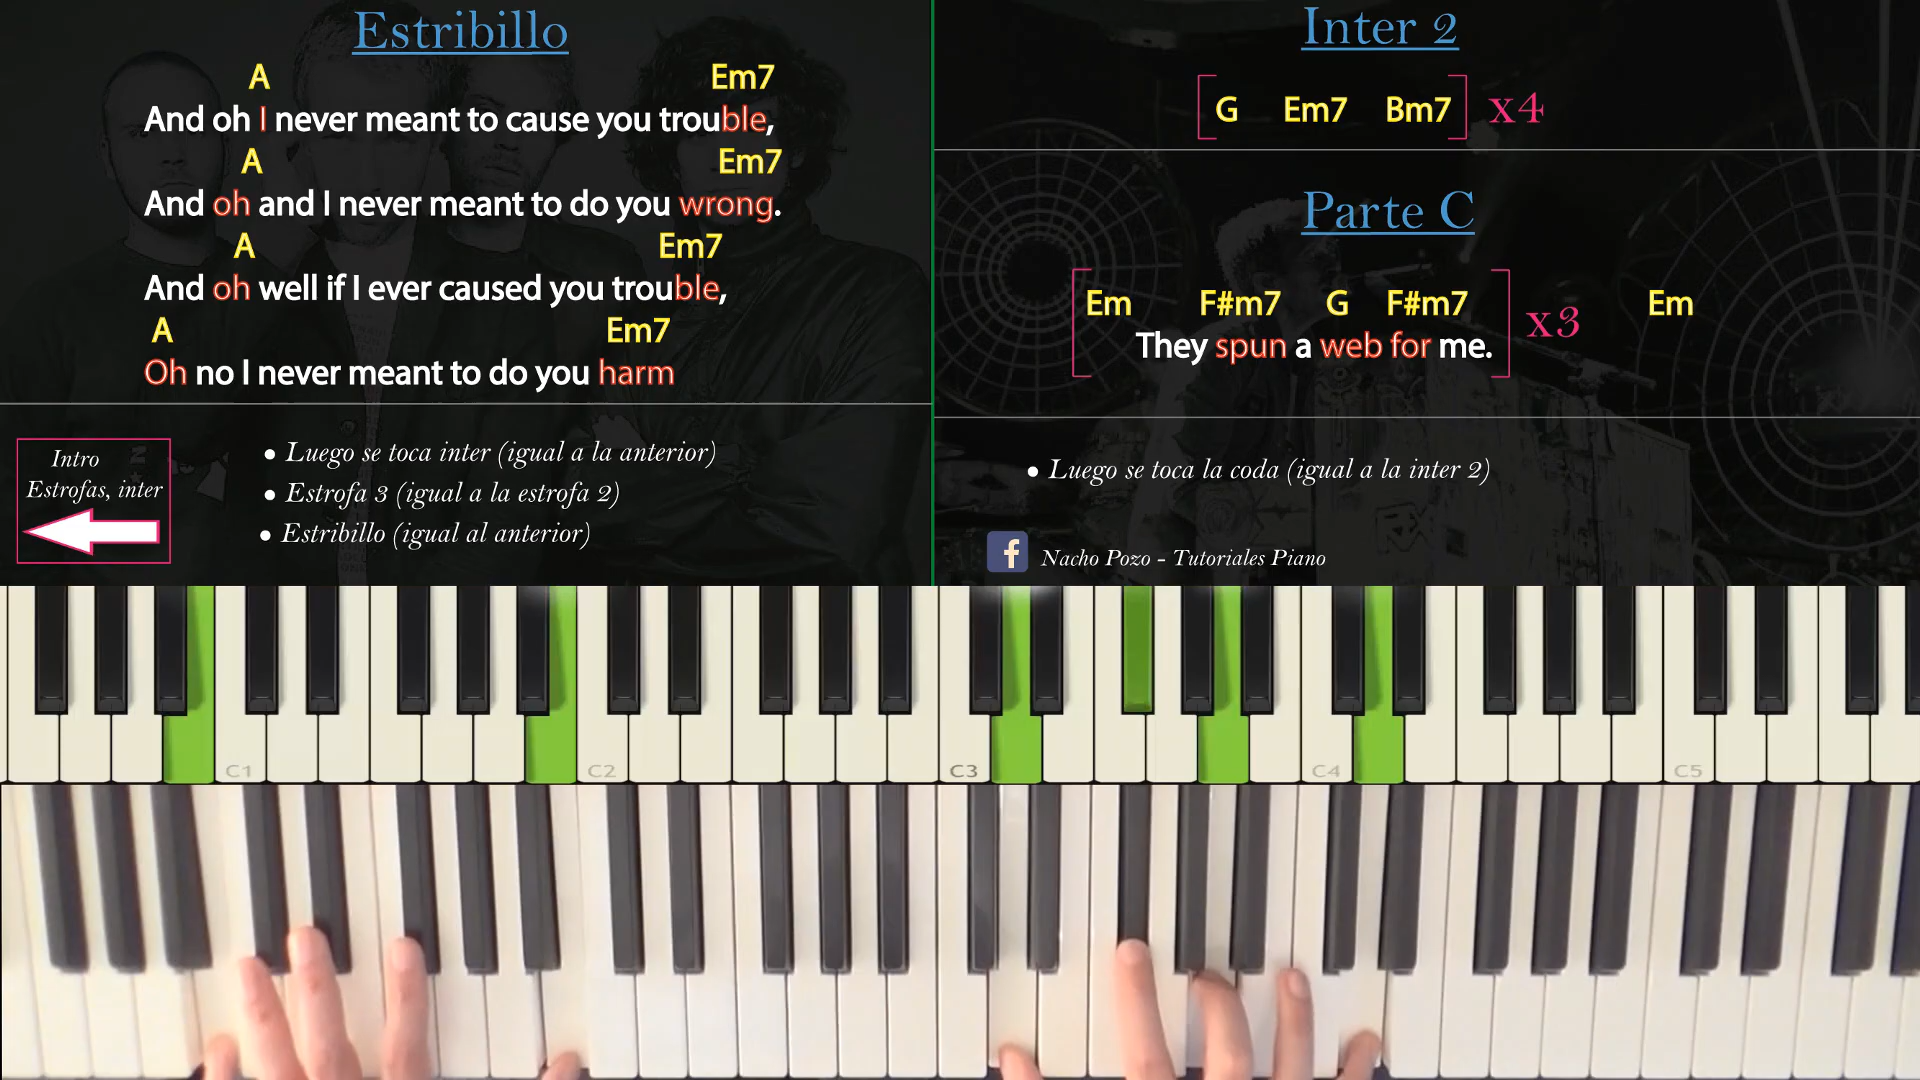 Estribillo
A Em7
And oh I never meant to cause you trouble,
A Em7
And oh and I never meant to do you wrong.
A Em7
And oh well if I ever caused you trouble,
A Em7
Oh no I never meant to do you harm
Intro
Estrofas, inter
• Luego se toca inter (igual a la anterior)
• Estrofa 3 (igual a la estrofa 2)
• Estribillo (igual al anterior)
Inter 2
[G Em7 Bm7] x4
Parte C
[Em F#m7 G F#m7] x3 Em
They spun a web for me.
• Luego se toca la coda (igual a la inter 2)
f Nacho Pozo - Tutoriales Piano
C1 C2 C3 C4 C5